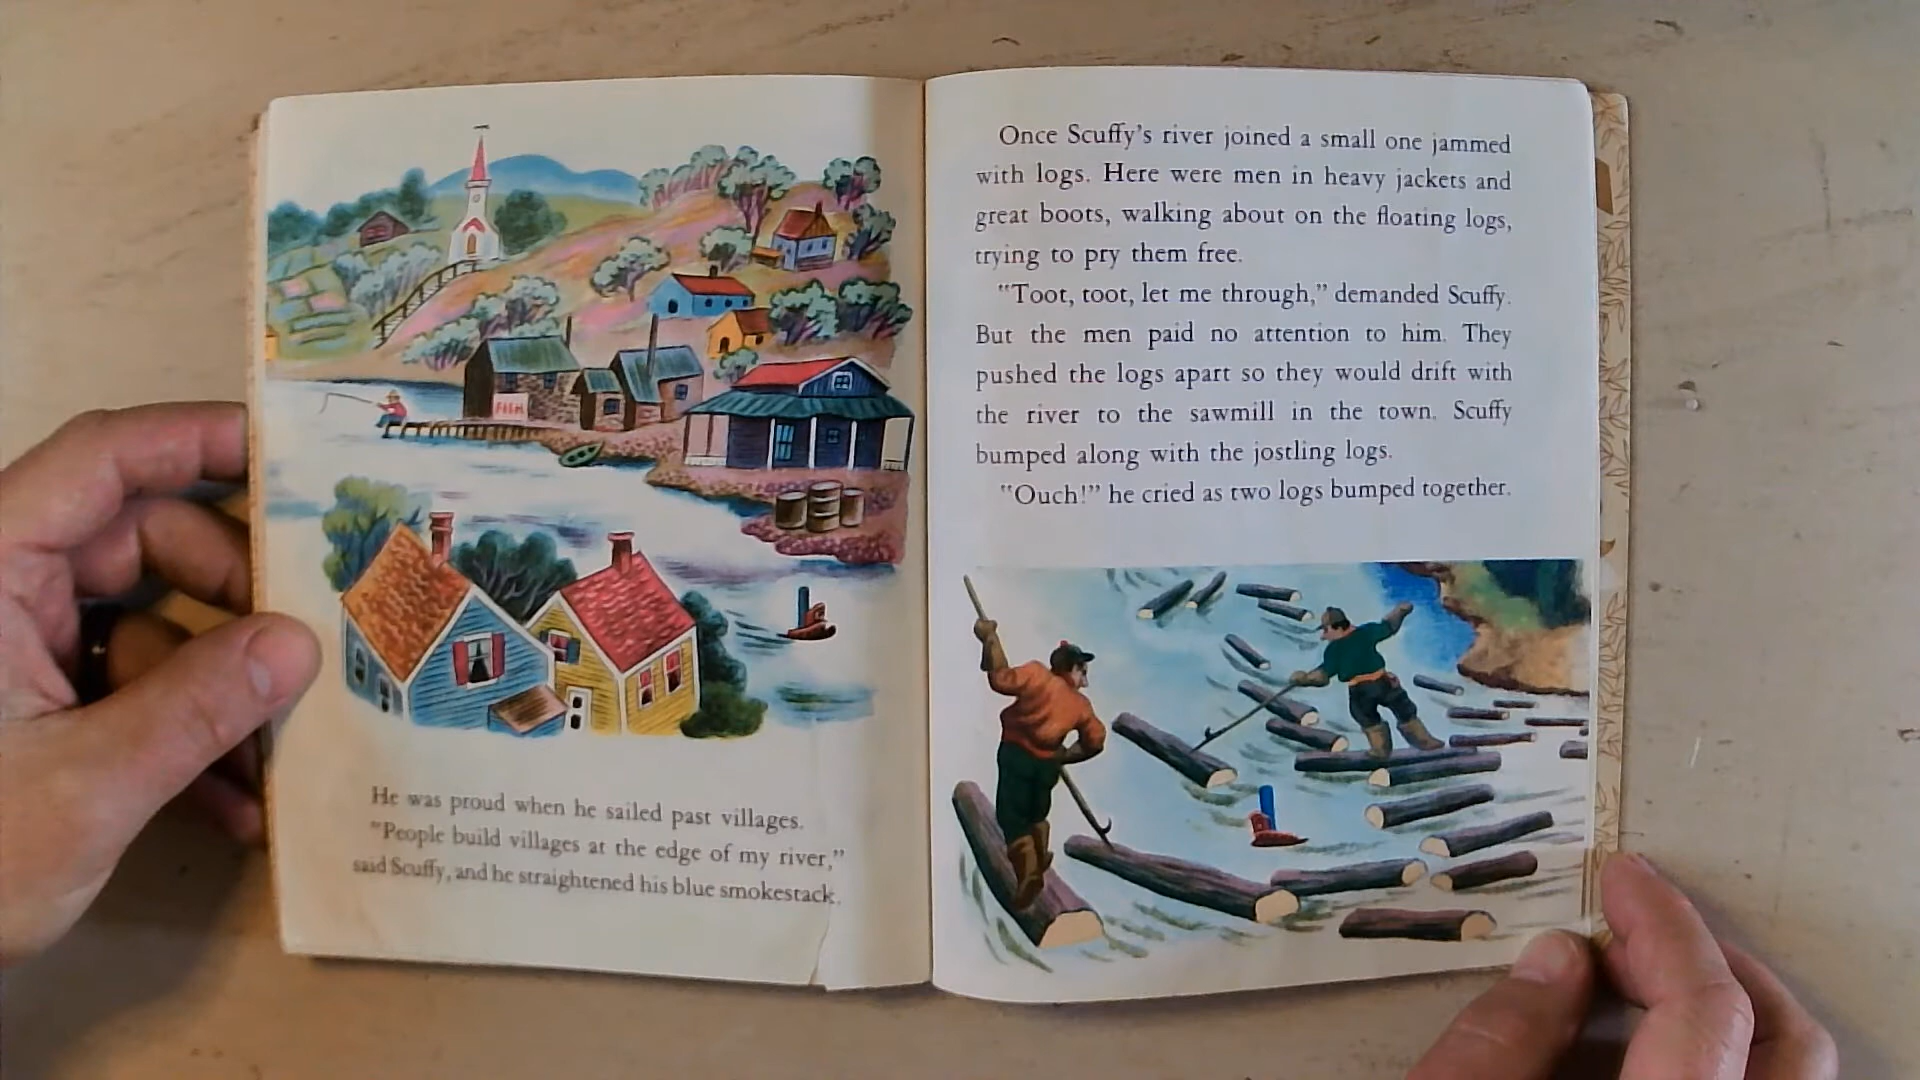 FISH
He was proud when he sailed past villages.
"People build villages at the edge of my river,"
said Scuffy, and he straightened his blue smokestack.
Once Scuffy's river joined a small one jammed
with logs. Here were men in heavy jackets and
great boots, walking about on the floating logs,
trying to pry them free.
"Toot, toot, let me through," demanded Scuffy.
But the men paid no attention to him. They
pushed the logs apart so they would drift with
the river to the sawmill in the town. Scuffy
bumped along with the jostling logs.
"Ouch!" he cried as two logs bumped together.